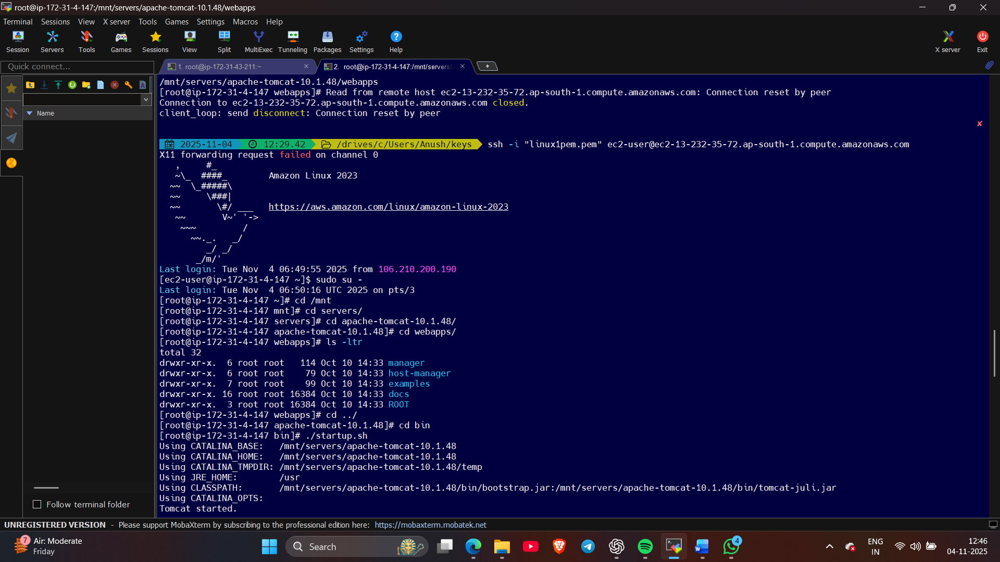 root@ip-172-31-4-147:/mnt/servers/apache-tomcat-10.1.48/webapps
Terminal Sessions View X server Tools Games Settings Macros Help
Session Servers Tools Games Sessions View Split MultiExec Tunneling Packages Settings Help X server Exit
Quick connect...
1. root@ip-172-31-43-211:~
2. root@ip-172-31-4-147:/mnt/servers/a
Name
/mnt/servers/apache-tomcat-10.1.48/webapps
[root@ip-172-31-4-147 webapps]# Read from remote host ec2-13-232-35-72.ap-south-1.compute.amazonaws.com: Connection reset by peer
Connection to ec2-13-232-35-72.ap-south-1.compute.amazonaws.com closed.
client_loop: send disconnect: Connection reset by peer
2025-11-04 12:29.42 /drives/c/Users/Anush/keys ssh -i "linux1pem.pem" ec2-user@ec2-13-232-35-72.ap-south-1.compute.amazonaws.com
X11 forwarding request failed on channel 0
   ,     #_
   ~\_  ####_        Amazon Linux 2023
  ~~  \_#####\
  ~~     \###|
  ~~       \#/ ___   https://aws.amazon.com/linux/amazon-linux-2023
   ~~       V~' '->
    ~~~         /
      ~~._.   _/
         _/ _/
       _/m/'
Last login: Tue Nov  4 06:49:55 2025 from 106.210.200.190
[ec2-user@ip-172-31-4-147 ~]$ sudo su -
Last login: Tue Nov  4 06:50:16 UTC 2025 on pts/3
[root@ip-172-31-4-147 ~]# cd /mnt
[root@ip-172-31-4-147 mnt]# cd servers/
[root@ip-172-31-4-147 servers]# cd apache-tomcat-10.1.48/
[root@ip-172-31-4-147 apache-tomcat-10.1.48]# cd webapps/
[root@ip-172-31-4-147 webapps]# ls -ltr
total 32
drwxr-xr-x.  6 root root   114 Oct 10 14:33 manager
drwxr-xr-x.  6 root root    79 Oct 10 14:33 host-manager
drwxr-xr-x.  7 root root    99 Oct 10 14:33 examples
drwxr-xr-x. 16 root root 16384 Oct 10 14:33 docs
drwxr-xr-x.  3 root root 16384 Oct 10 14:33 ROOT
[root@ip-172-31-4-147 webapps]# cd ../
[root@ip-172-31-4-147 apache-tomcat-10.1.48]# cd bin
[root@ip-172-31-4-147 bin]# ./startup.sh
Using CATALINA_BASE:   /mnt/servers/apache-tomcat-10.1.48
Using CATALINA_HOME:   /mnt/servers/apache-tomcat-10.1.48
Using CATALINA_TMPDIR: /mnt/servers/apache-tomcat-10.1.48/temp
Using JRE_HOME:        /usr
Using CLASSPATH:       /mnt/servers/apache-tomcat-10.1.48/bin/bootstrap.jar:/mnt/servers/apache-tomcat-10.1.48/bin/tomcat-juli.jar
Using CATALINA_OPTS:
Tomcat started.
Follow terminal folder
UNREGISTERED VERSION - Please support MobaXterm by subscribing to the professional edition here: https://mobaxterm.mobatek.net
7
Air: Moderate
Friday
Search
4
ENG
IN
12:46
04-11-2025